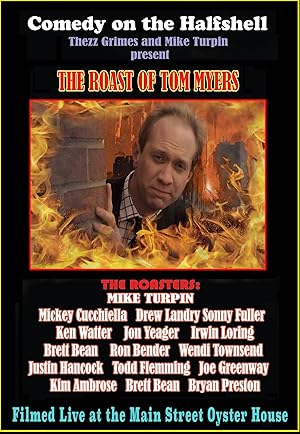 Comedy on the Halfshell
Thezz Grimes and Mike Turpin
present
THE ROAST OF TOM MYERS
THE ROASTERS:
MIKE TURPIN
Mickey Cucchiella Drew Landry Sonny Fuller
Ken Watter Jon Yeager Irwin Loring
Brett Bean Ron Bender Wendi Townsend
Justin Hancock Todd Flemming Joe Greenway
Kim Ambrose Brett Bean Bryan Preston
Filmed Live at the Main Street Oyster House